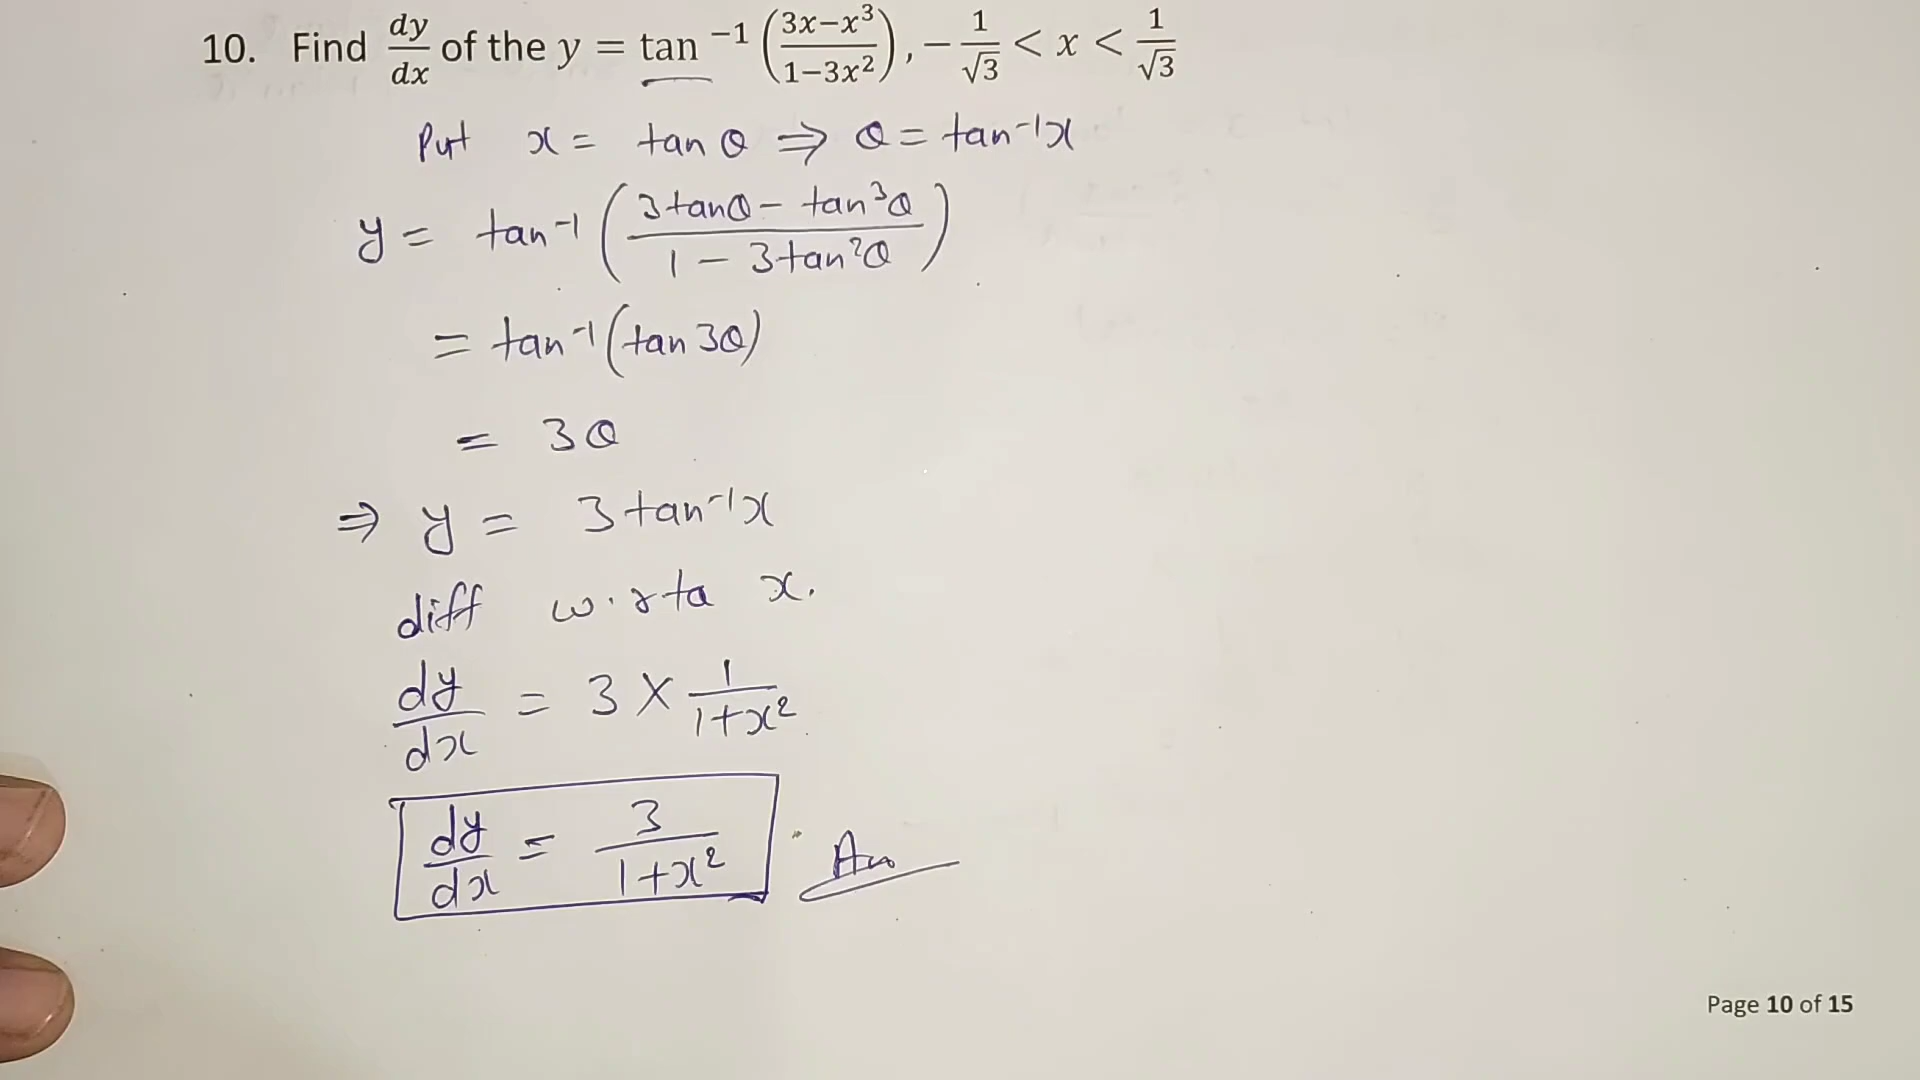 10. Find dy/dx of the y = tan⁻¹((3x−x³)/(1−3x²)), −1/√3 < x < 1/√3
Put x = tan θ ⇒ θ = tan⁻¹x
y = tan⁻¹((3tanθ − tan³θ)/(1 − 3tan²θ))
= tan⁻¹(tan 3θ)
= 3θ
⇒ y = 3tan⁻¹x
diff w.r to x.
dy/dx = 3 × 1/(1+x²)
dy/dx = 3/(1+x²) Ans
Page 10 of 15